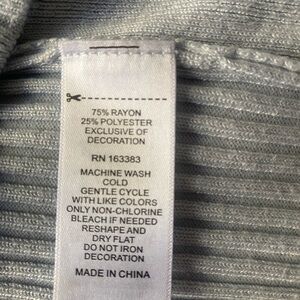 75% RAYON
25% POLYESTER
EXCLUSIVE OF
DECORATION
RN 163383
MACHINE WASH
COLD
GENTLE CYCLE
WITH LIKE COLORS
ONLY NON-CHLORINE
BLEACH IF NEEDED
RESHAPE AND
DRY FLAT
DO NOT IRON
DECORATION
MADE IN CHINA